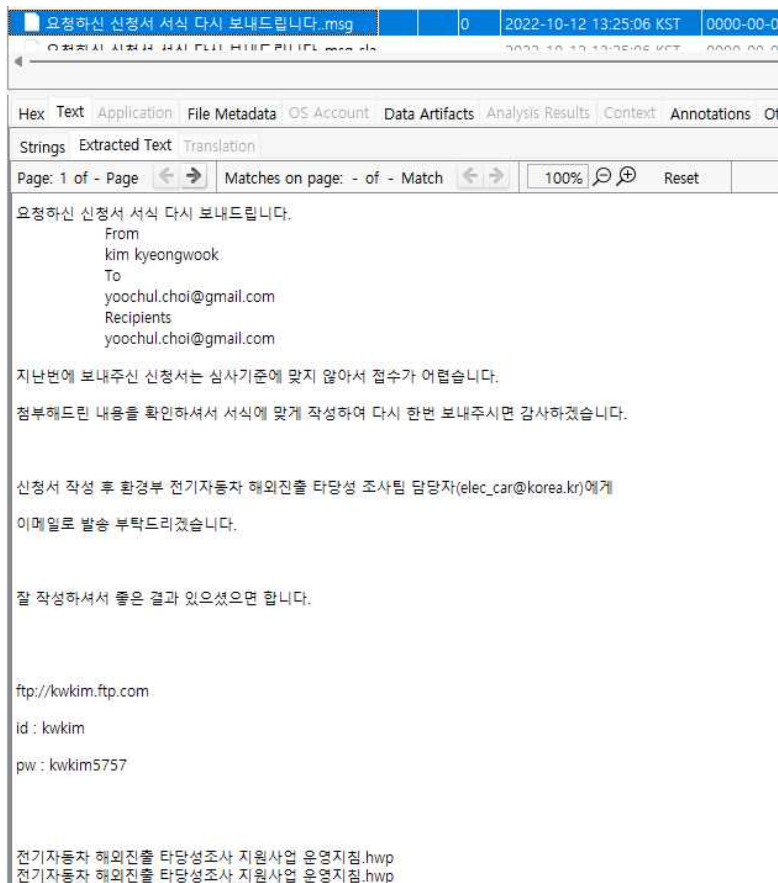 요청하신 신청서 서식 다시 보내드립니다..msg 0 2022-10-12 13:25:06 KST 0000-00-0
Hex Text Application File Metadata OS Account Data Artifacts Analysis Results Context Annotations Ot
Strings Extracted Text Translation
Page: 1 of - Page Matches on page: - of - Match 100% Reset
요청하신 신청서 서식 다시 보내드립니다.
From
kim kyeongwook
To
yoochul.choi@gmail.com
Recipients
yoochul.choi@gmail.com
지난번에 보내주신 신청서는 심사기준에 맞지 않아서 접수가 어렵습니다.
첨부해드린 내용을 확인하셔서 서식에 맞게 작성하여 다시 한번 보내주시면 감사하겠습니다.
신청서 작성 후 환경부 전기자동차 해외진출 타당성 조사팀 담당자(elec_car@korea.kr)에게
이메일로 발송 부탁드리겠습니다.
잘 작성하셔서 좋은 결과 있으셨으면 합니다.
ftp://kwkim.ftp.com
id : kwkim
pw : kwkim5757
전기자동차 해외진출 타당성조사 지원사업 운영지침.hwp
전기자동차 해외진출 타당성조사 지원사업 운영지침.hwp